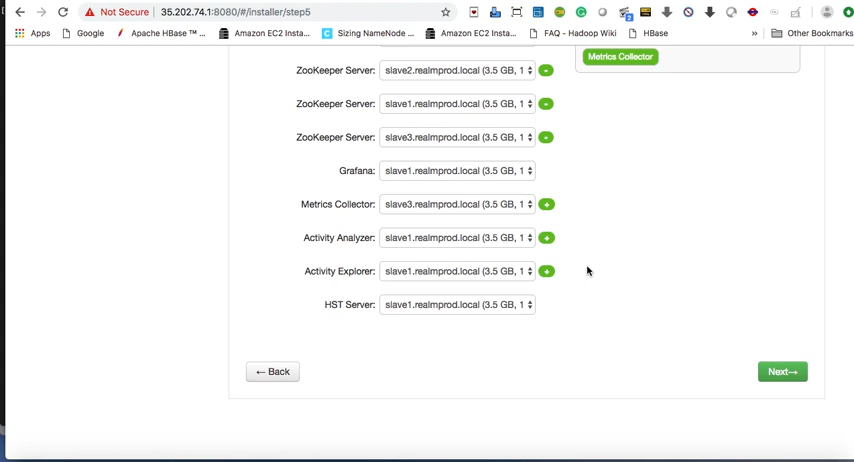 Not Secure 35.202.74.1:8080/#/installer/step5
Apps Google Apache HBase ™ ... Amazon EC2 Insta... Sizing NameNode ... Amazon EC2 Insta... FAQ - Hadoop Wiki HBase » Other Bookmarks
Metrics Collector
ZooKeeper Server: slave2.realmprod.local (3.5 GB, 1 -
ZooKeeper Server: slave1.realmprod.local (3.5 GB, 1 -
ZooKeeper Server: slave3.realmprod.local (3.5 GB, 1 -
Grafana: slave1.realmprod.local (3.5 GB, 1
Metrics Collector: slave3.realmprod.local (3.5 GB, 1 +
Activity Analyzer: slave1.realmprod.local (3.5 GB, 1 +
Activity Explorer: slave1.realmprod.local (3.5 GB, 1 +
HST Server: slave1.realmprod.local (3.5 GB, 1
← Back Next→